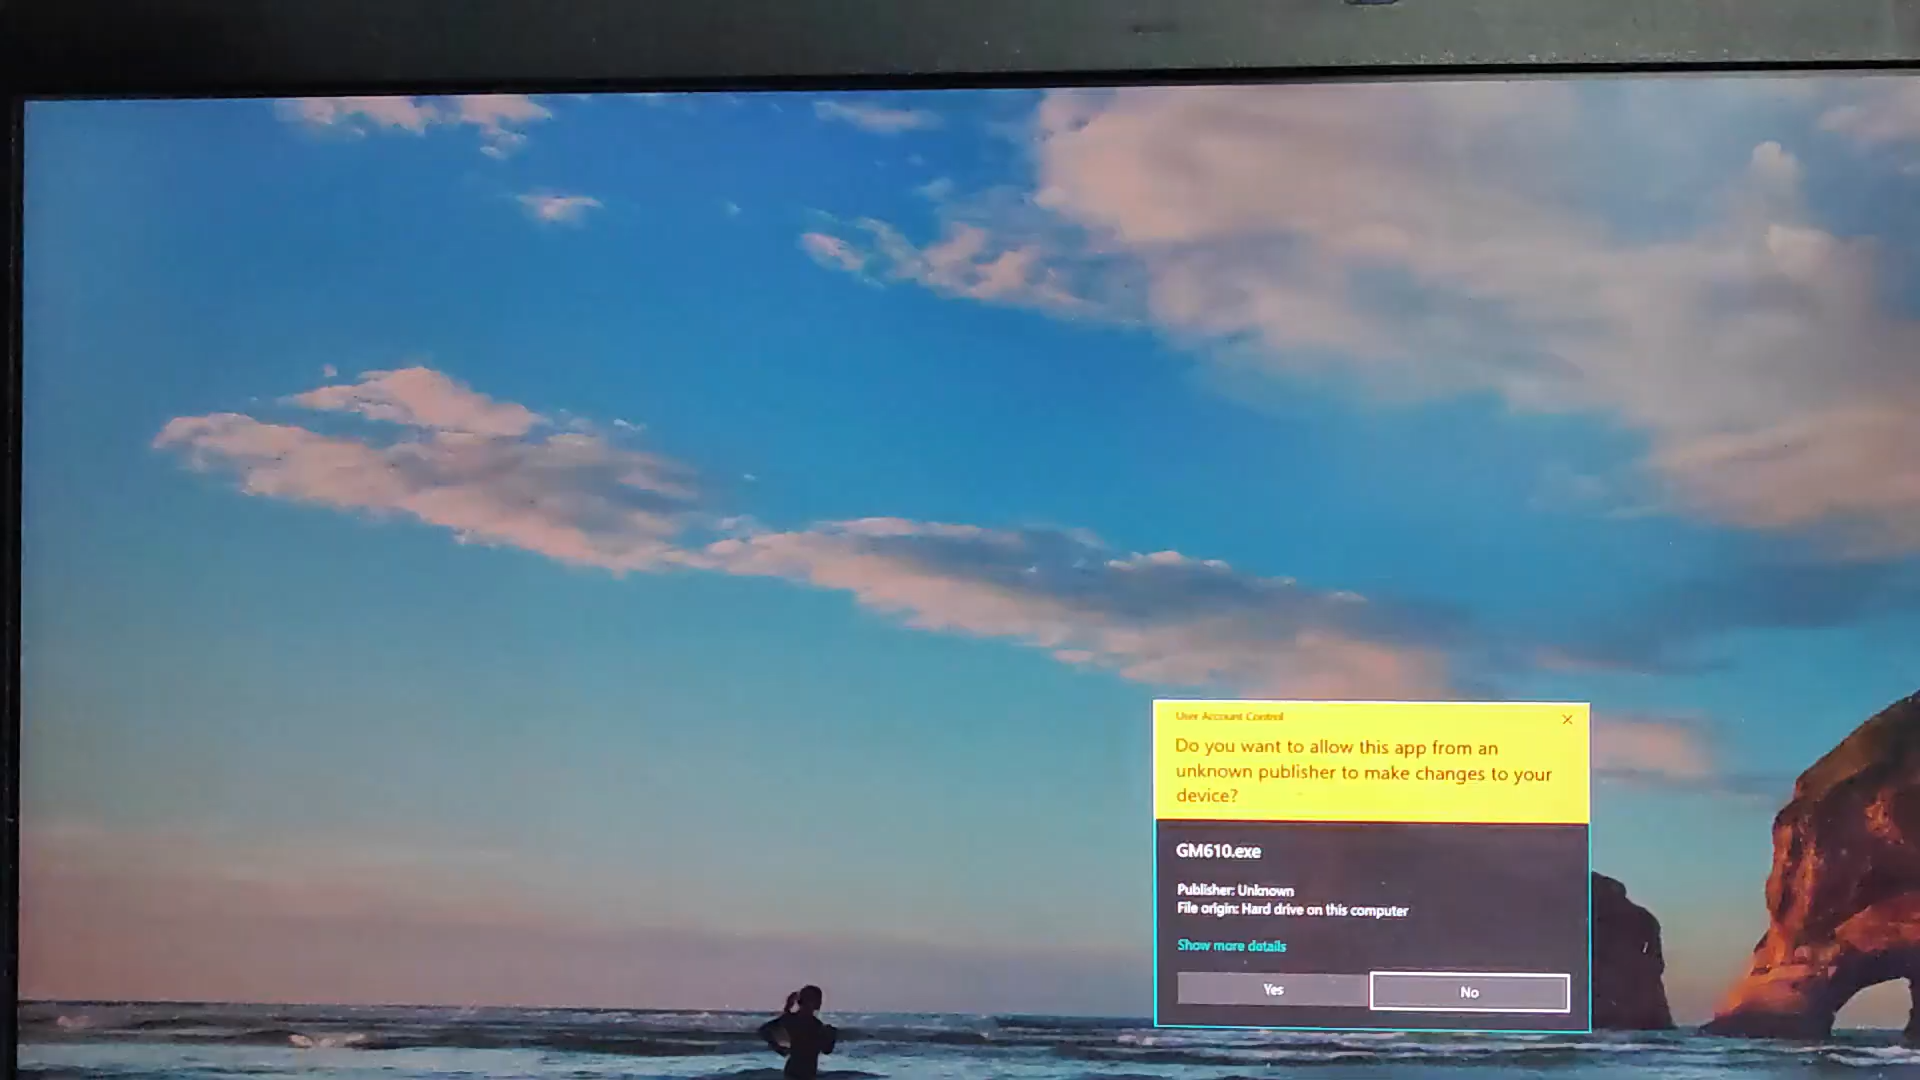 User Account Control
Do you want to allow this app from an
unknown publisher to make changes to your
device?
GM610.exe
Publisher: Unknown
File origin: Hard drive on this computer
Show more details
Yes
No